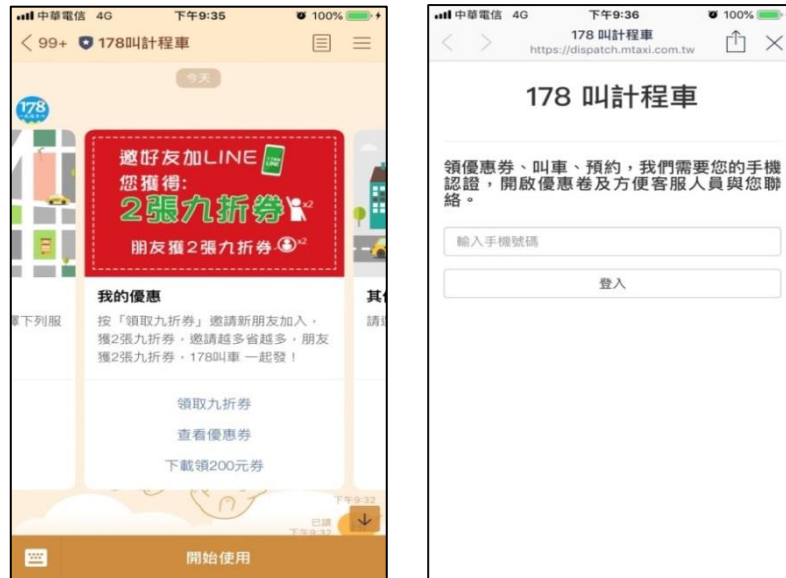 中華電信 4G 下午9:35 100%
99+ 178叫計程車
今天
178
邀好友加LINE
您獲得:
2張九折券 x2
朋友獲2張九折券 x2
我的優惠
按「領取九折券」邀請新朋友加入,
獲2張九折券,邀請越多省越多,朋友
獲2張九折券,178叫車 一起發!
擇下列服
其他
請選
領取九折券
查看優惠券
下載領200元券
下午9:32
已讀
下午9:32
開始使用
中華電信 4G 下午9:36 100%
178 叫計程車
https://dispatch.mtaxi.com.tw
178 叫計程車
領優惠券、叫車、預約,我們需要您的手機
認證,開啟優惠卷及方便客服人員與您聯
絡。
輸入手機號碼
登入